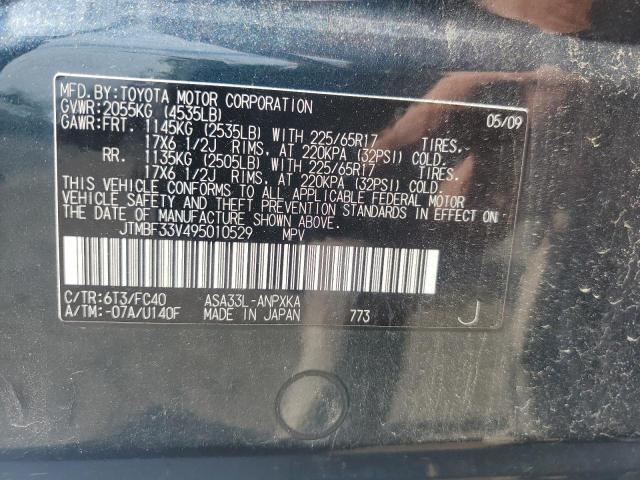 MFD.BY:TOYOTA MOTOR CORPORATION 05/09
GVWR:2055KG (4535LB)
GAWR:FRT. 1145KG (2535LB) WITH 225/65R17 TIRES.
17X6 1/2J RIMS, AT 220KPA (32PSI) COLD.
RR. 1135KG (2505LB) WITH 225/65R17 TIRES.
17X6 1/2J RIMS, AT 220KPA (32PSI) COLD.
THIS VEHICLE CONFORMS TO ALL APPLICABLE FEDERAL MOTOR
VEHICLE SAFETY AND THEFT PREVENTION STANDARDS IN EFFECT ON
THE DATE OF MANUFACTURE SHOWN ABOVE.
JTMBF33V495010529 MPV
C/TR:6T3/FC40 ASA33L-ANPXKA
A/TM:-07A/U140F MADE IN JAPAN 773 J